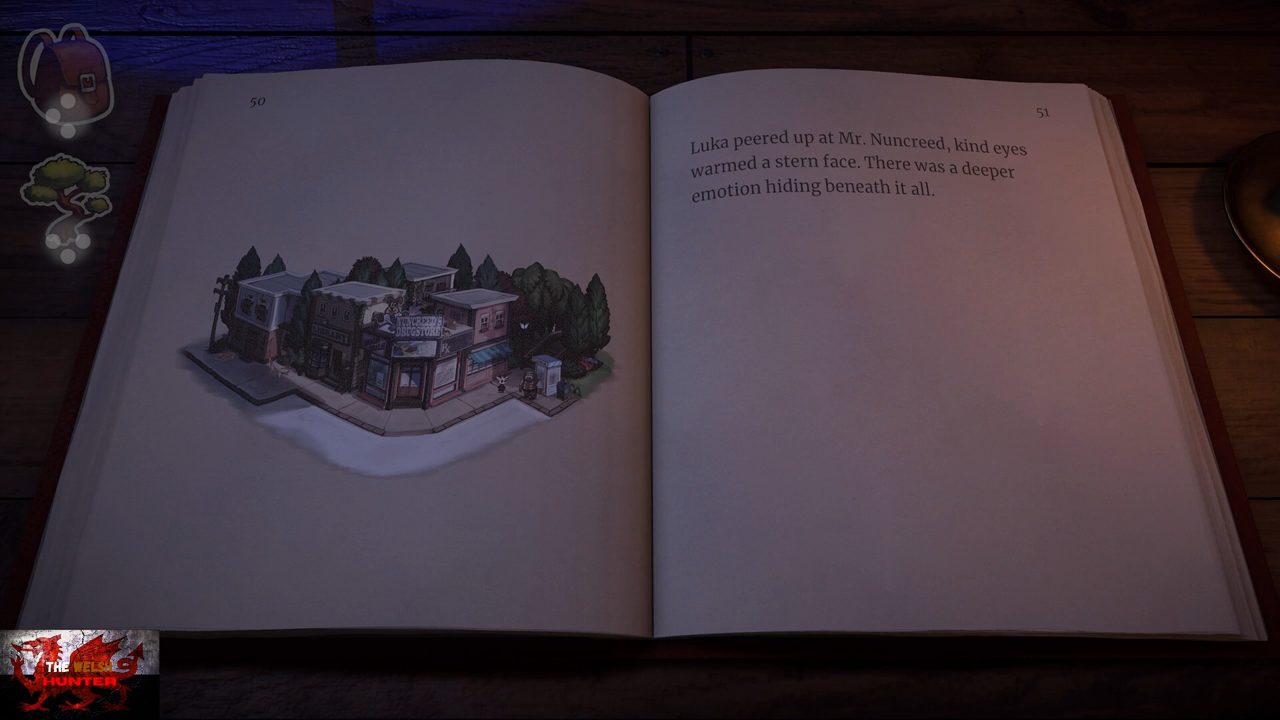 50
51
Luka peered up at Mr. Nuncreed, kind eyes
warmed a stern face. There was a deeper
emotion hiding beneath it all.
THE WELSH
HUNTER